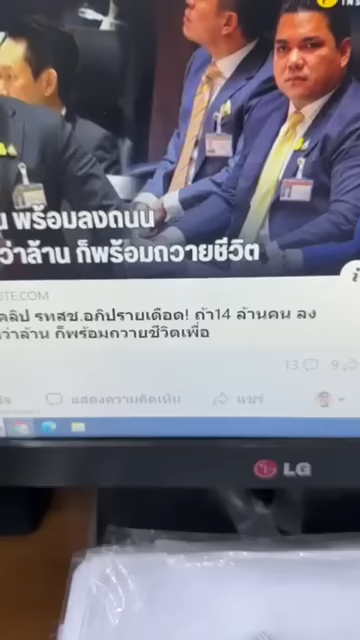 พร้อมลงถนน
ว่าล้าน ก็พร้อมถวายชีวิต
UTE.COM
คลิป รทสช.อภิปรายเดือด! ถ้า14 ล้านคน ลง
ว่าล้าน ก็พร้อมถวายชีวิตเพื่อ
13 9
แสดงความคิดเห็น แชร์
LG